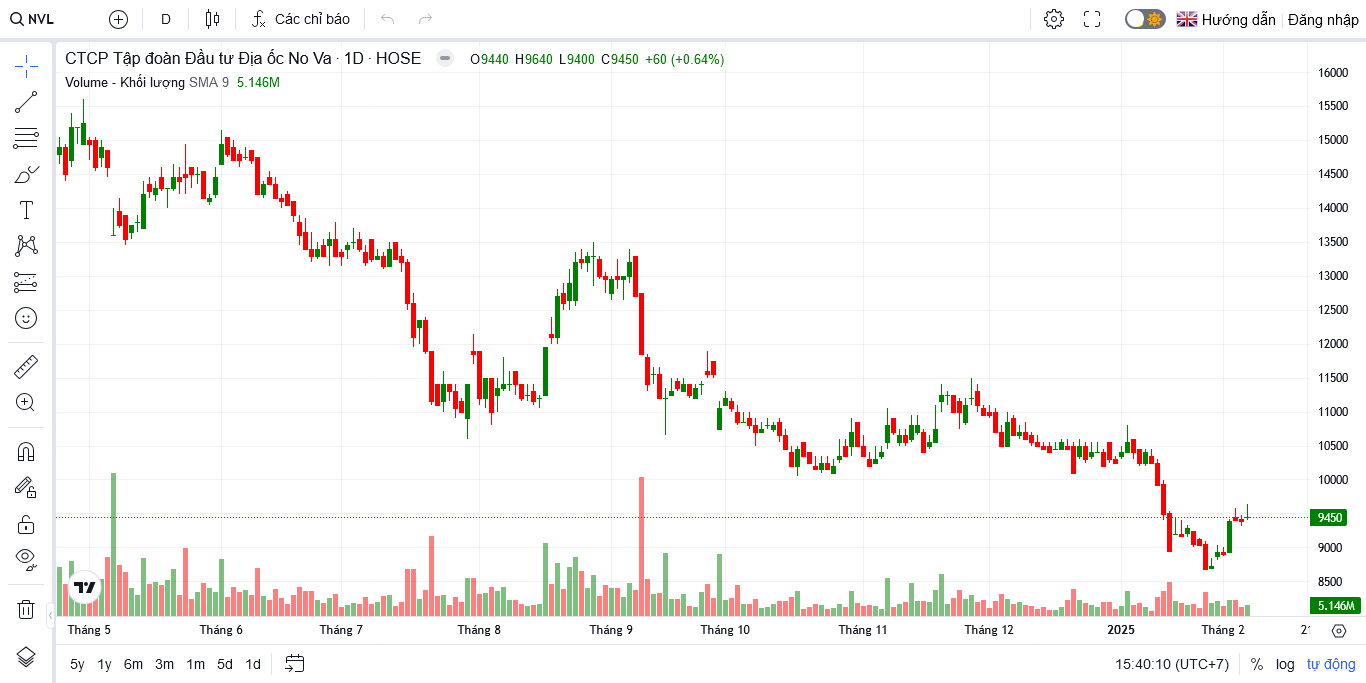 NVL D Các chỉ báo Hướng dẫn Đăng nhập
CTCP Tập đoàn Đầu tư Địa ốc No Va · 1D · HOSE O9440 H9640 L9400 C9450 +60 (+0.64%)
Volume - Khối lượng SMA 9 5.146M
16000
15500
15000
14500
14000
13500
13000
12500
12000
11500
11000
10500
10000
9450
9000
8500
5.146M
Tháng 5 Tháng 6 Tháng 7 Tháng 8 Tháng 9 Tháng 10 Tháng 11 Tháng 12 2025 Tháng 2
5y 1y 6m 3m 1m 5d 1d 15:40:10 (UTC+7) % log tự động